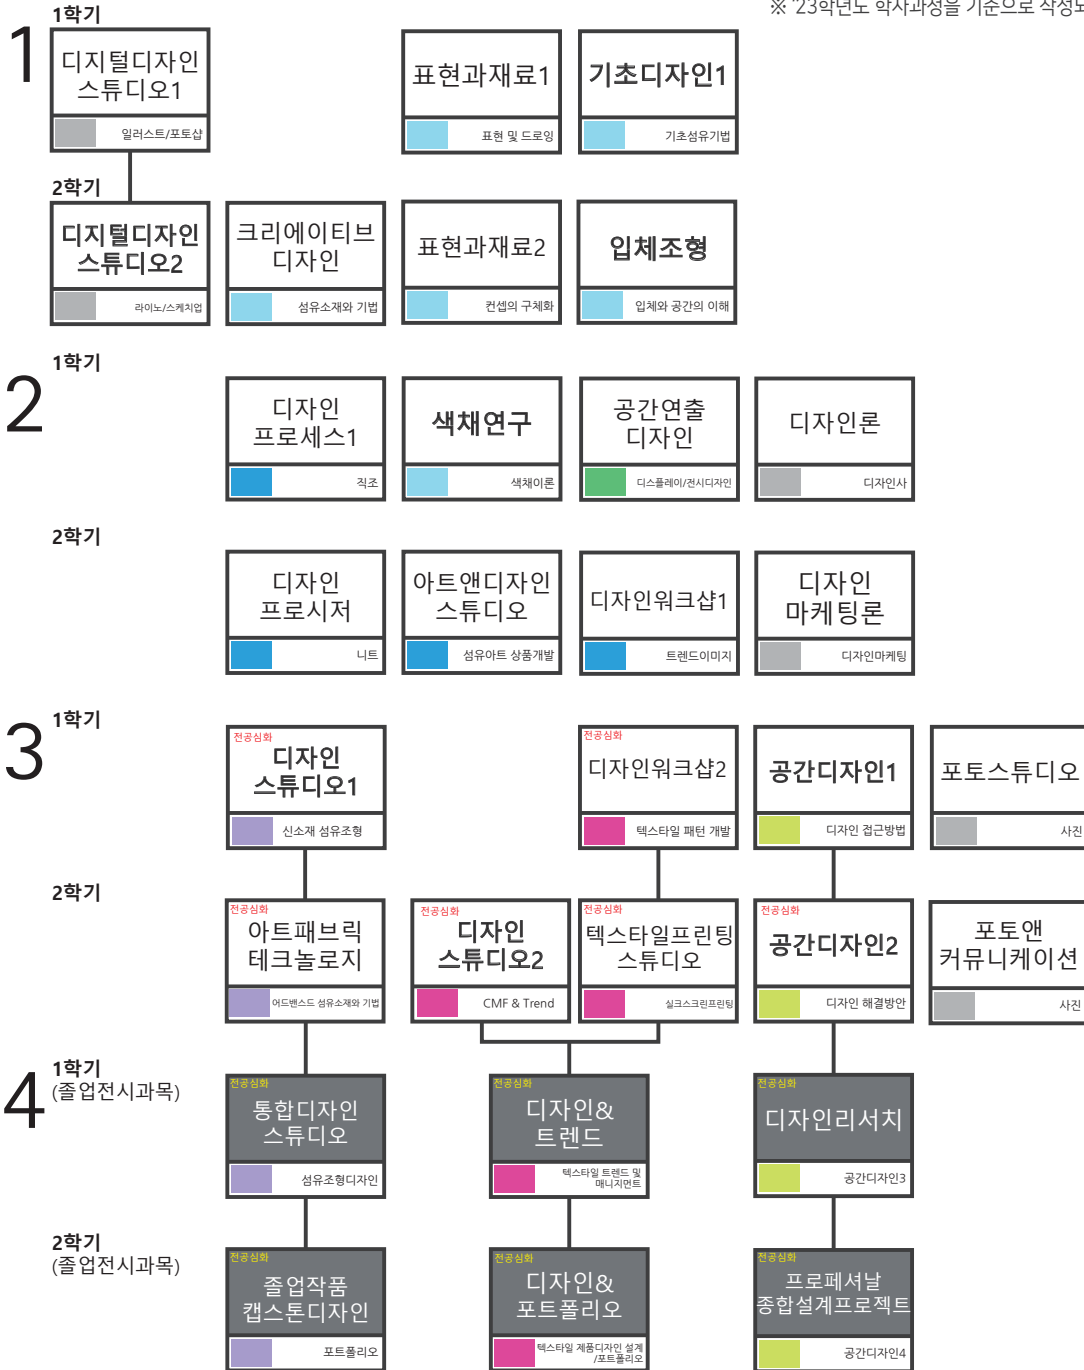 ※ '23학년도 학사과정을 기준으로 작성되
1
1학기
디지털디자인
스튜디오1
일러스트/포토샵
표현과재료1
표현 및 드로잉
기초디자인1
기초섬유기법
2학기
디지털디자인
스튜디오2
라이노/스케치업
크리에이티브
디자인
섬유소재와 기법
표현과재료2
컨셉의 구체화
입체조형
입체와 공간의 이해
2
1학기
디자인
프로세스1
직조
색채연구
색채이론
공간연출
디자인
디스플레이/전시디자인
디자인론
디자인사
2학기
디자인
프로시저
니트
아트앤디자인
스튜디오
섬유아트 상품개발
디자인워크샵1
트렌드이미지
디자인
마케팅론
디자인마케팅
3
1학기
전공심화
디자인
스튜디오1
신소재 섬유조형
전공심화
디자인워크샵2
텍스타일 패턴 개발
공간디자인1
디자인 접근방법
포토스튜디오
사진
2학기
전공심화
아트패브릭
테크놀로지
어드밴스드 섬유소재와 기법
전공심화
디자인
스튜디오2
CMF & Trend
전공심화
텍스타일프린팅
스튜디오
실크스크린프린팅
전공심화
공간디자인2
디자인 해결방안
포토앤
커뮤니케이션
사진
4
1학기
(졸업전시과목)
전공심화
통합디자인
스튜디오
섬유조형디자인
전공심화
디자인&
트렌드
텍스타일 트렌드 및
매니지먼트
전공심화
디자인리서치
공간디자인3
2학기
(졸업전시과목)
전공심화
졸업작품
캡스톤디자인
포트폴리오
전공심화
디자인&
포트폴리오
텍스타일 제품디자인 설계
/포트폴리오
전공심화
프로페셔날
종합설계프로젝트
공간디자인4